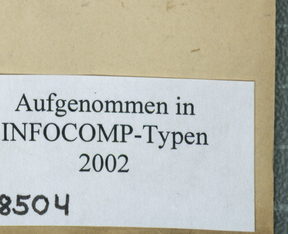 Aufgenommen in
INFOCOMP-Typen
2002
8504